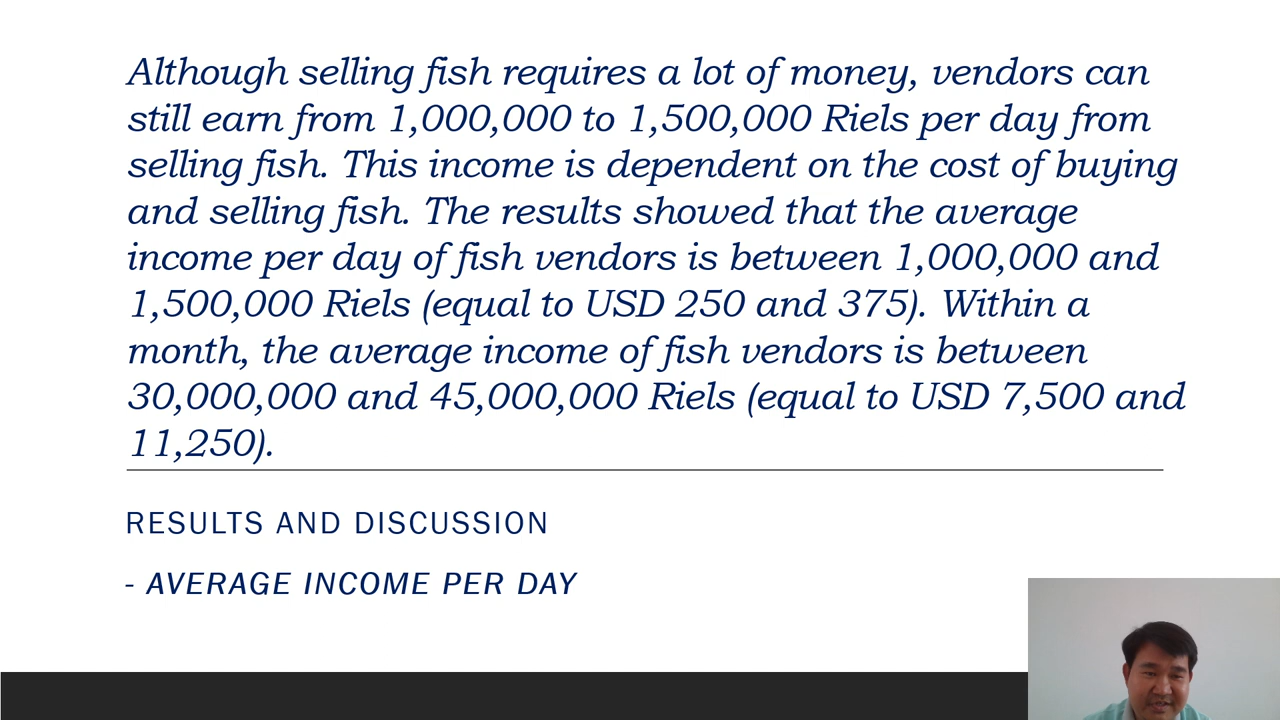 Although selling fish requires a lot of money, vendors can
still earn from 1,000,000 to 1,500,000 Riels per day from
selling fish. This income is dependent on the cost of buying
and selling fish. The results showed that the average
income per day of fish vendors is between 1,000,000 and
1,500,000 Riels (equal to USD 250 and 375). Within a
month, the average income of fish vendors is between
30,000,000 and 45,000,000 Riels (equal to USD 7,500 and
11,250).
RESULTS AND DISCUSSION
- AVERAGE INCOME PER DAY